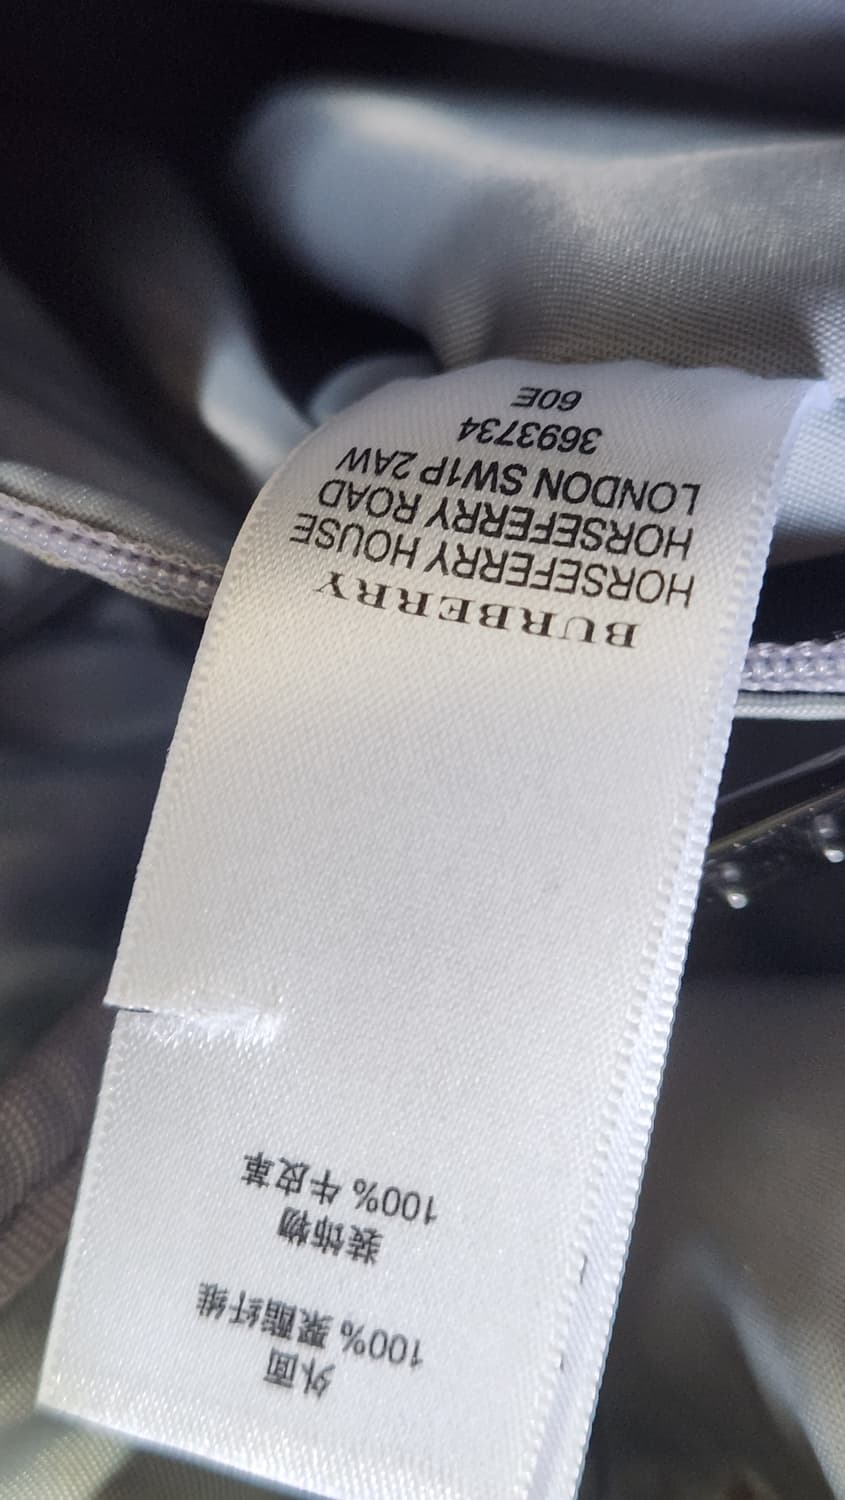 外面
100% 聚酯纤维
装饰物
100% 牛皮革
BURBERRY
HORSEFERRY HOUSE
HORSEFERRY ROAD
LONDON SW1P 2AW
3693734
60E